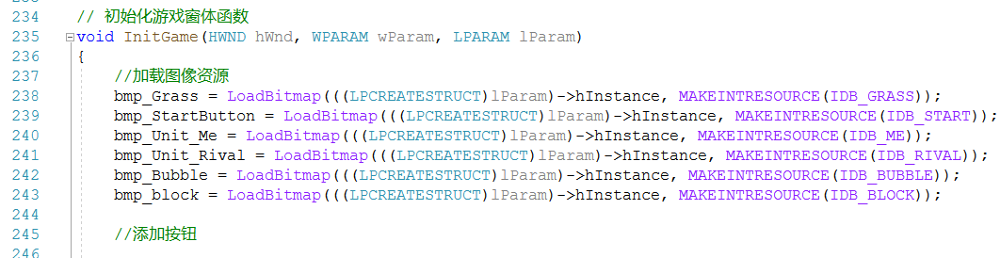 234 // 初始化游戏窗体函数
235 void InitGame(HWND hWnd, WPARAM wParam, LPARAM lParam)
236 {
237 //加载图像资源
238 bmp_Grass = LoadBitmap(((LPCREATESTRUCT)lParam)->hInstance, MAKEINTRESOURCE(IDB_GRASS));
239 bmp_StartButton = LoadBitmap(((LPCREATESTRUCT)lParam)->hInstance, MAKEINTRESOURCE(IDB_START));
240 bmp_Unit_Me = LoadBitmap(((LPCREATESTRUCT)lParam)->hInstance, MAKEINTRESOURCE(IDB_ME));
241 bmp_Unit_Rival = LoadBitmap(((LPCREATESTRUCT)lParam)->hInstance, MAKEINTRESOURCE(IDB_RIVAL));
242 bmp_Bubble = LoadBitmap(((LPCREATESTRUCT)lParam)->hInstance, MAKEINTRESOURCE(IDB_BUBBLE));
243 bmp_block = LoadBitmap(((LPCREATESTRUCT)lParam)->hInstance, MAKEINTRESOURCE(IDB_BLOCK));
244
245 //添加按钮
246